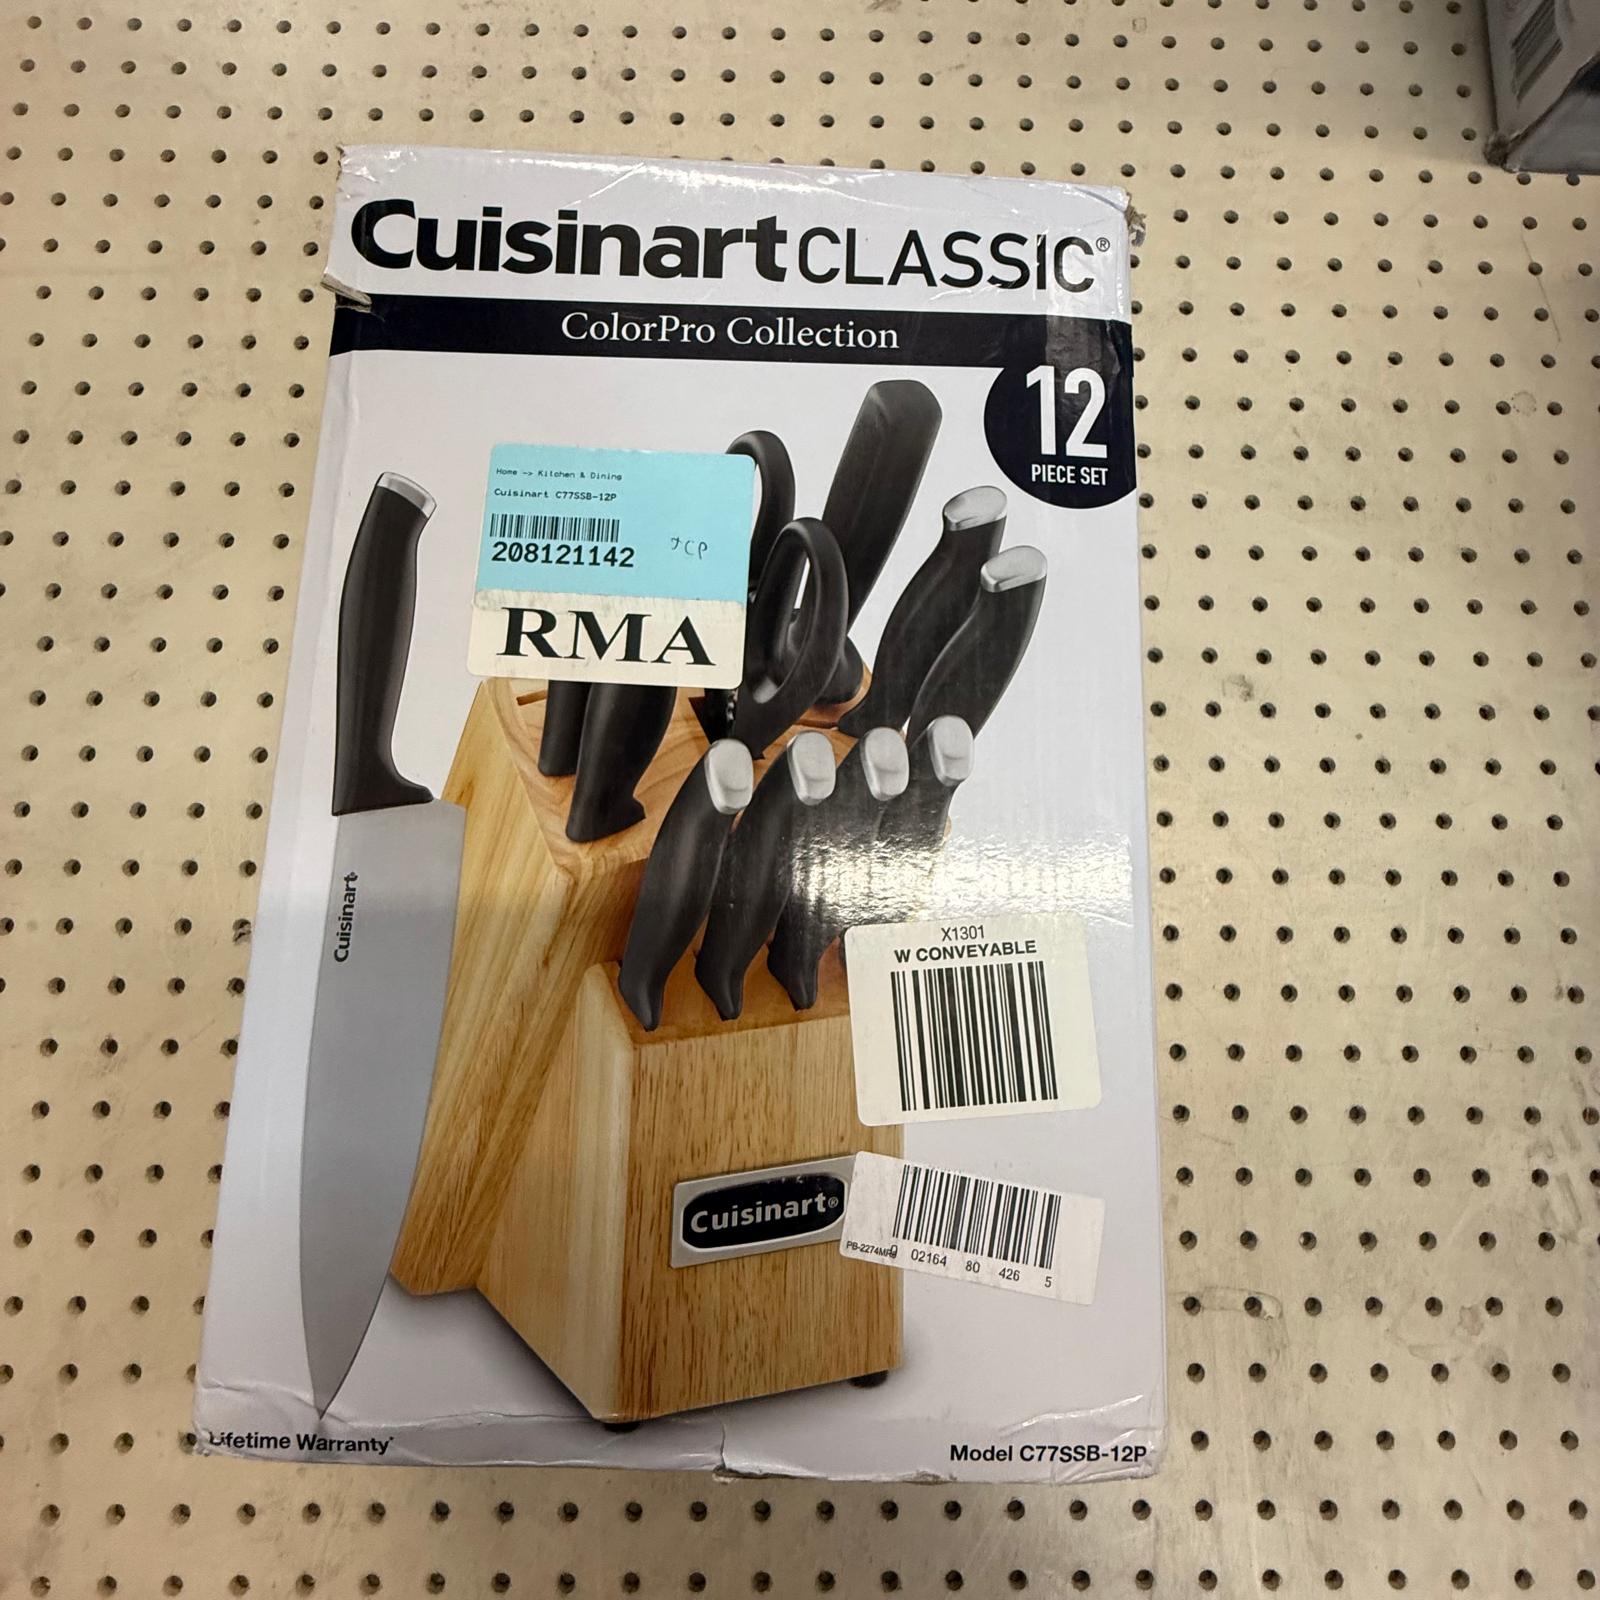 Cuisinart CLASSIC®
ColorPro Collection
12
PIECE SET
Home -> Kitchen & Dining
Cuisinart C77SSB-12P
208121142
RMA
Cuisinart
X1301
W CONVEYABLE
Cuisinart®
0 02164 80 426 5
Lifetime Warranty*
Model C77SSB-12P